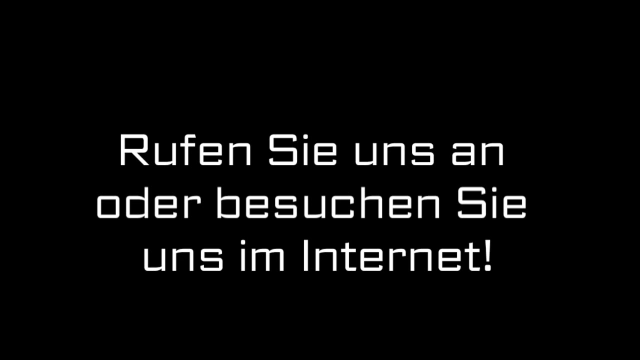 Rufen Sie uns an
oder besuchen Sie
uns im Internet!